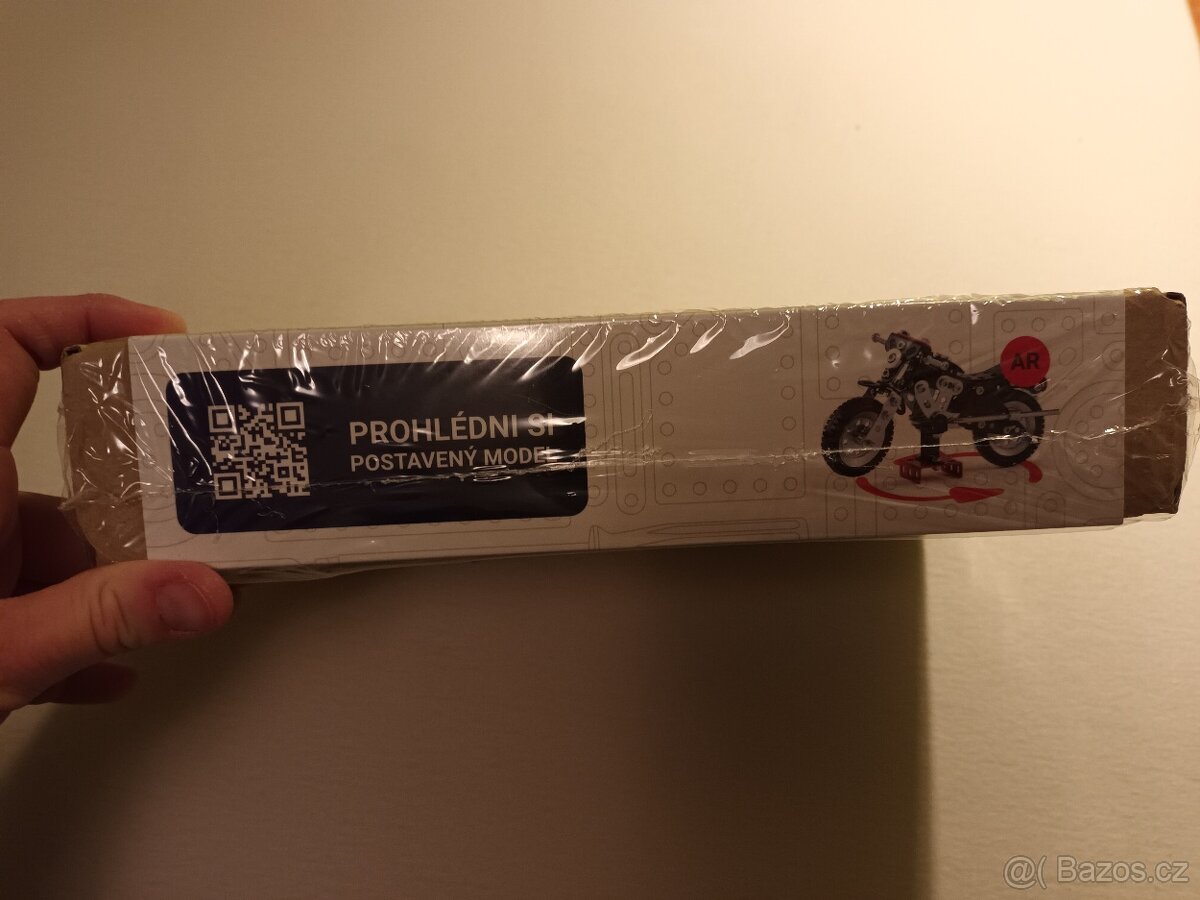 PROHLÉDNI SI
POSTAVENÝ MODEL
AR
@( Bazos.cz